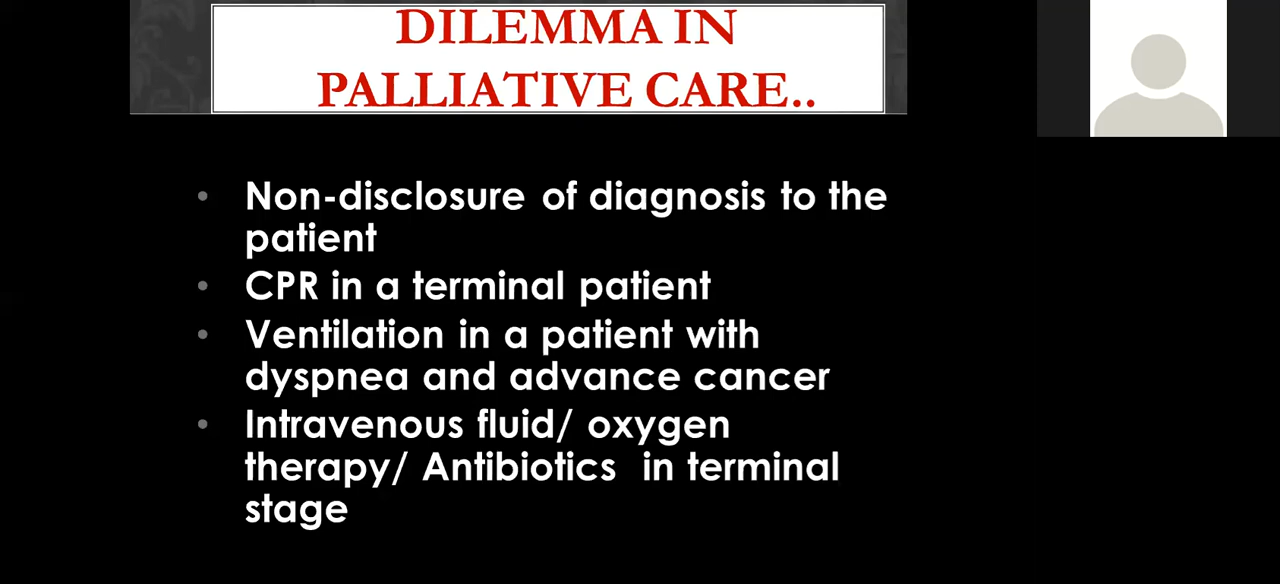 DILEMMA IN
PALLIATIVE CARE..
• Non-disclosure of diagnosis to the
patient
• CPR in a terminal patient
• Ventilation in a patient with
dyspnea and advance cancer
• Intravenous fluid/ oxygen
therapy/ Antibiotics in terminal
stage